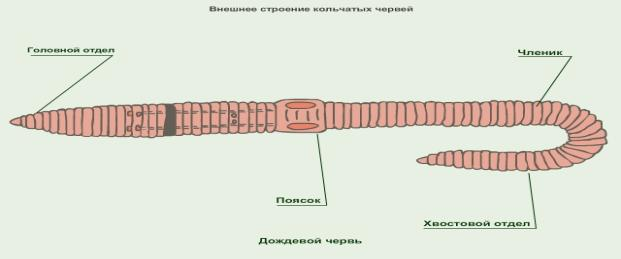 Внешнее строение кольчатых червей
Головной отдел
Членик
Поясок
Хвостовой отдел
Дождевой червь